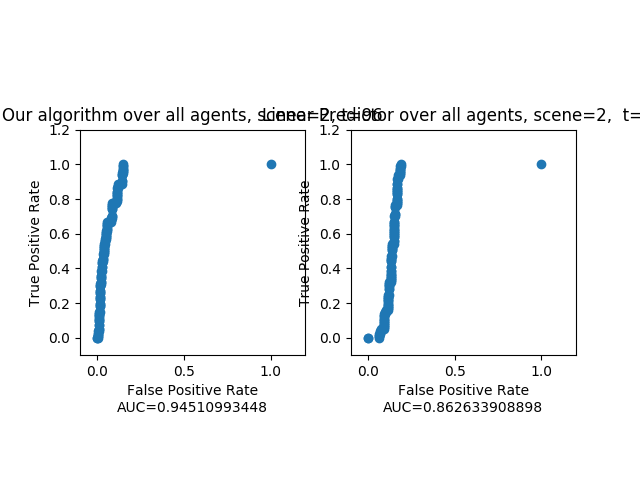 Our algorithm over all agents, scene=2, t=96
Linear Predictor over all agents, scene=2, t=
1.2
1.0
0.8
0.6
0.4
0.2
0.0
True Positive Rate
0.0 0.5 1.0
False Positive Rate
AUC=0.94510993448
1.2
1.0
0.8
0.6
0.4
0.2
0.0
True Positive Rate
0.0 0.5 1.0
False Positive Rate
AUC=0.862633908898